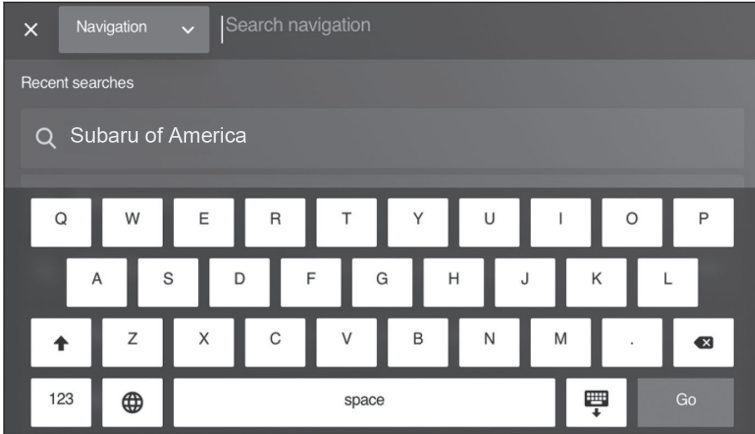 Navigation Search navigation
Recent searches
Subaru of America
Q W E R T Y U I O P
A S D F G H J K L
Z X C V B N M .
123 space Go